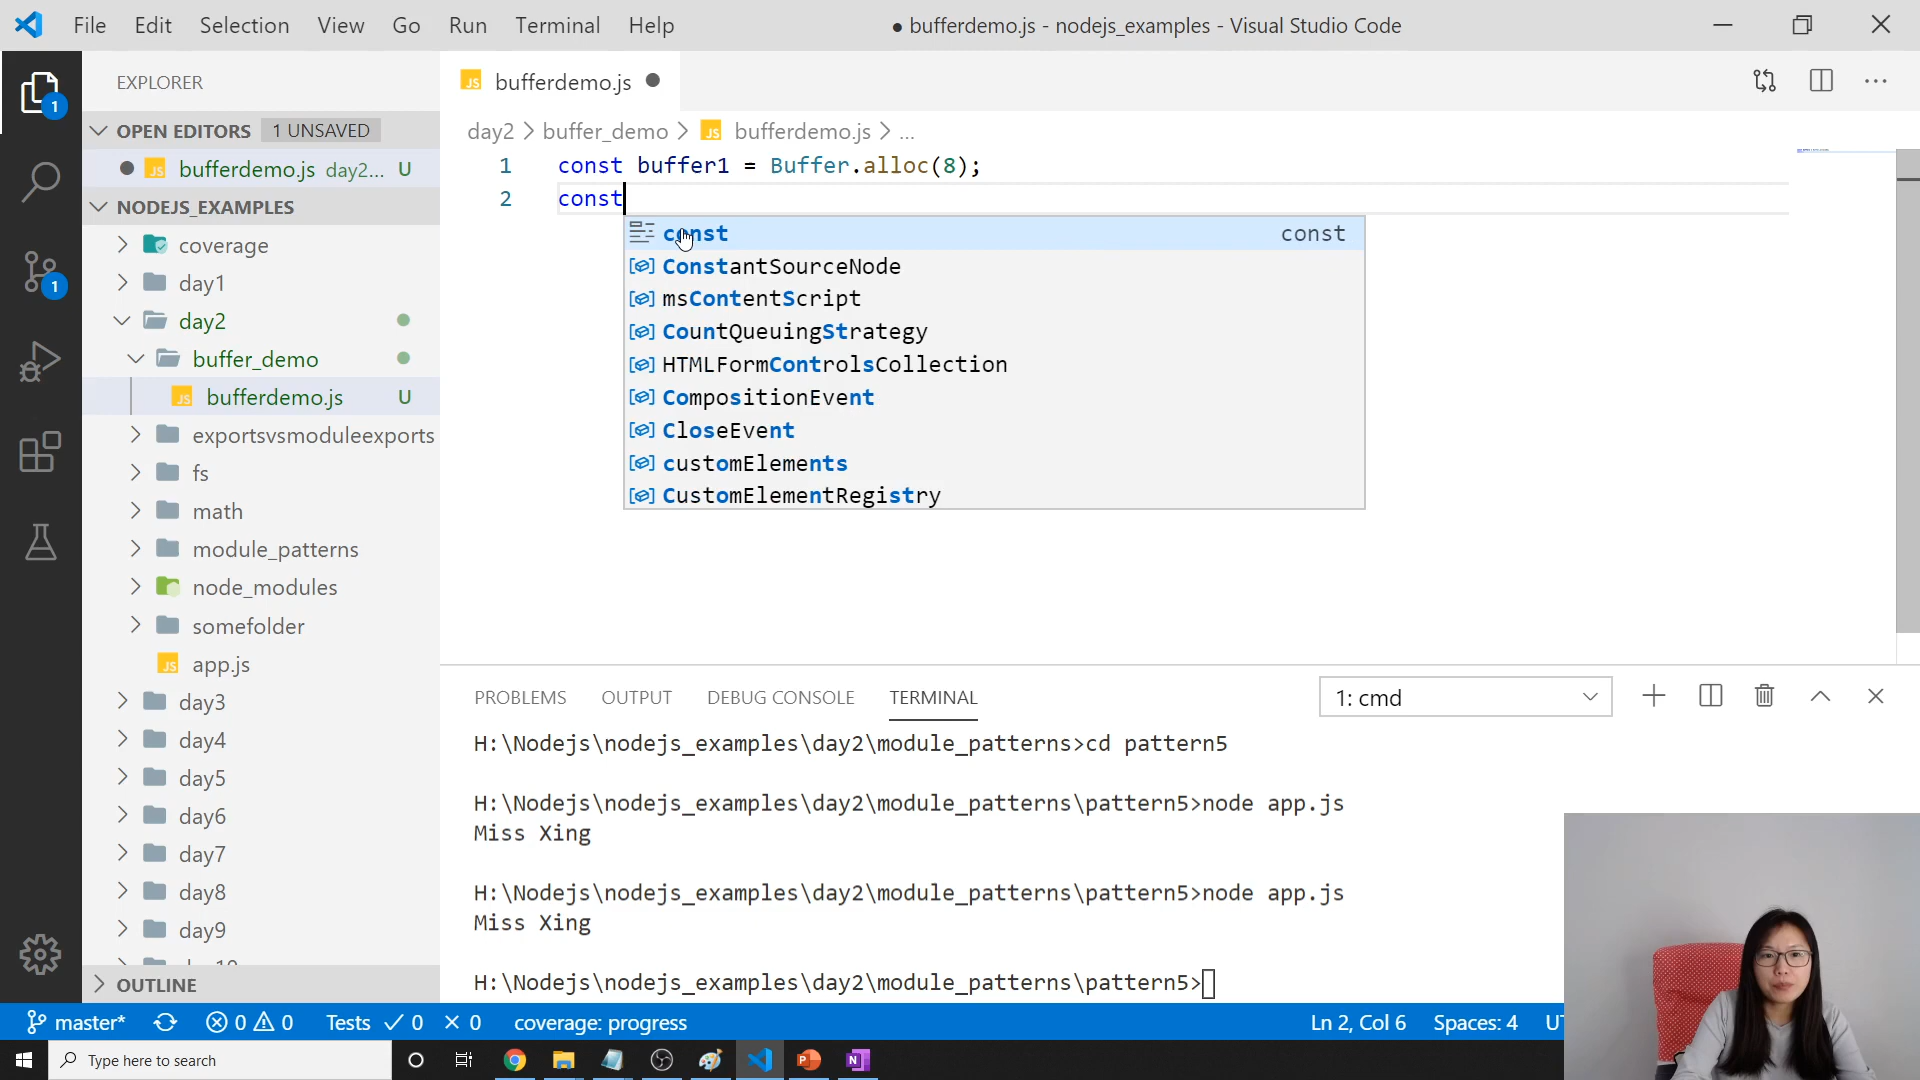 File Edit Selection View Go Run Terminal Help
● bufferdemo.js - nodejs_examples - Visual Studio Code
EXPLORER
OPEN EDITORS 1 UNSAVED
bufferdemo.js day2... U
NODEJS_EXAMPLES
coverage
day1
day2
buffer_demo
bufferdemo.js U
exportsvsmoduleexports
fs
math
module_patterns
node_modules
somefolder
app.js
day3
day4
day5
day6
day7
day8
day9
OUTLINE
1
1
bufferdemo.js
day2 > buffer_demo > bufferdemo.js > ...
1 const buffer1 = Buffer.alloc(8);
2 const
const const
ConstantSourceNode
msContentScript
CountQueuingStrategy
HTMLFormControlsCollection
CompositionEvent
CloseEvent
customElements
CustomElementRegistry
PROBLEMS OUTPUT DEBUG CONSOLE TERMINAL 1: cmd
H:\Nodejs\nodejs_examples\day2\module_patterns>cd pattern5
H:\Nodejs\nodejs_examples\day2\module_patterns\pattern5>node app.js
Miss Xing
H:\Nodejs\nodejs_examples\day2\module_patterns\pattern5>node app.js
Miss Xing
H:\Nodejs\nodejs_examples\day2\module_patterns\pattern5>
master* 0 0 Tests 0 0 coverage: progress Ln 2, Col 6 Spaces: 4
Type here to search